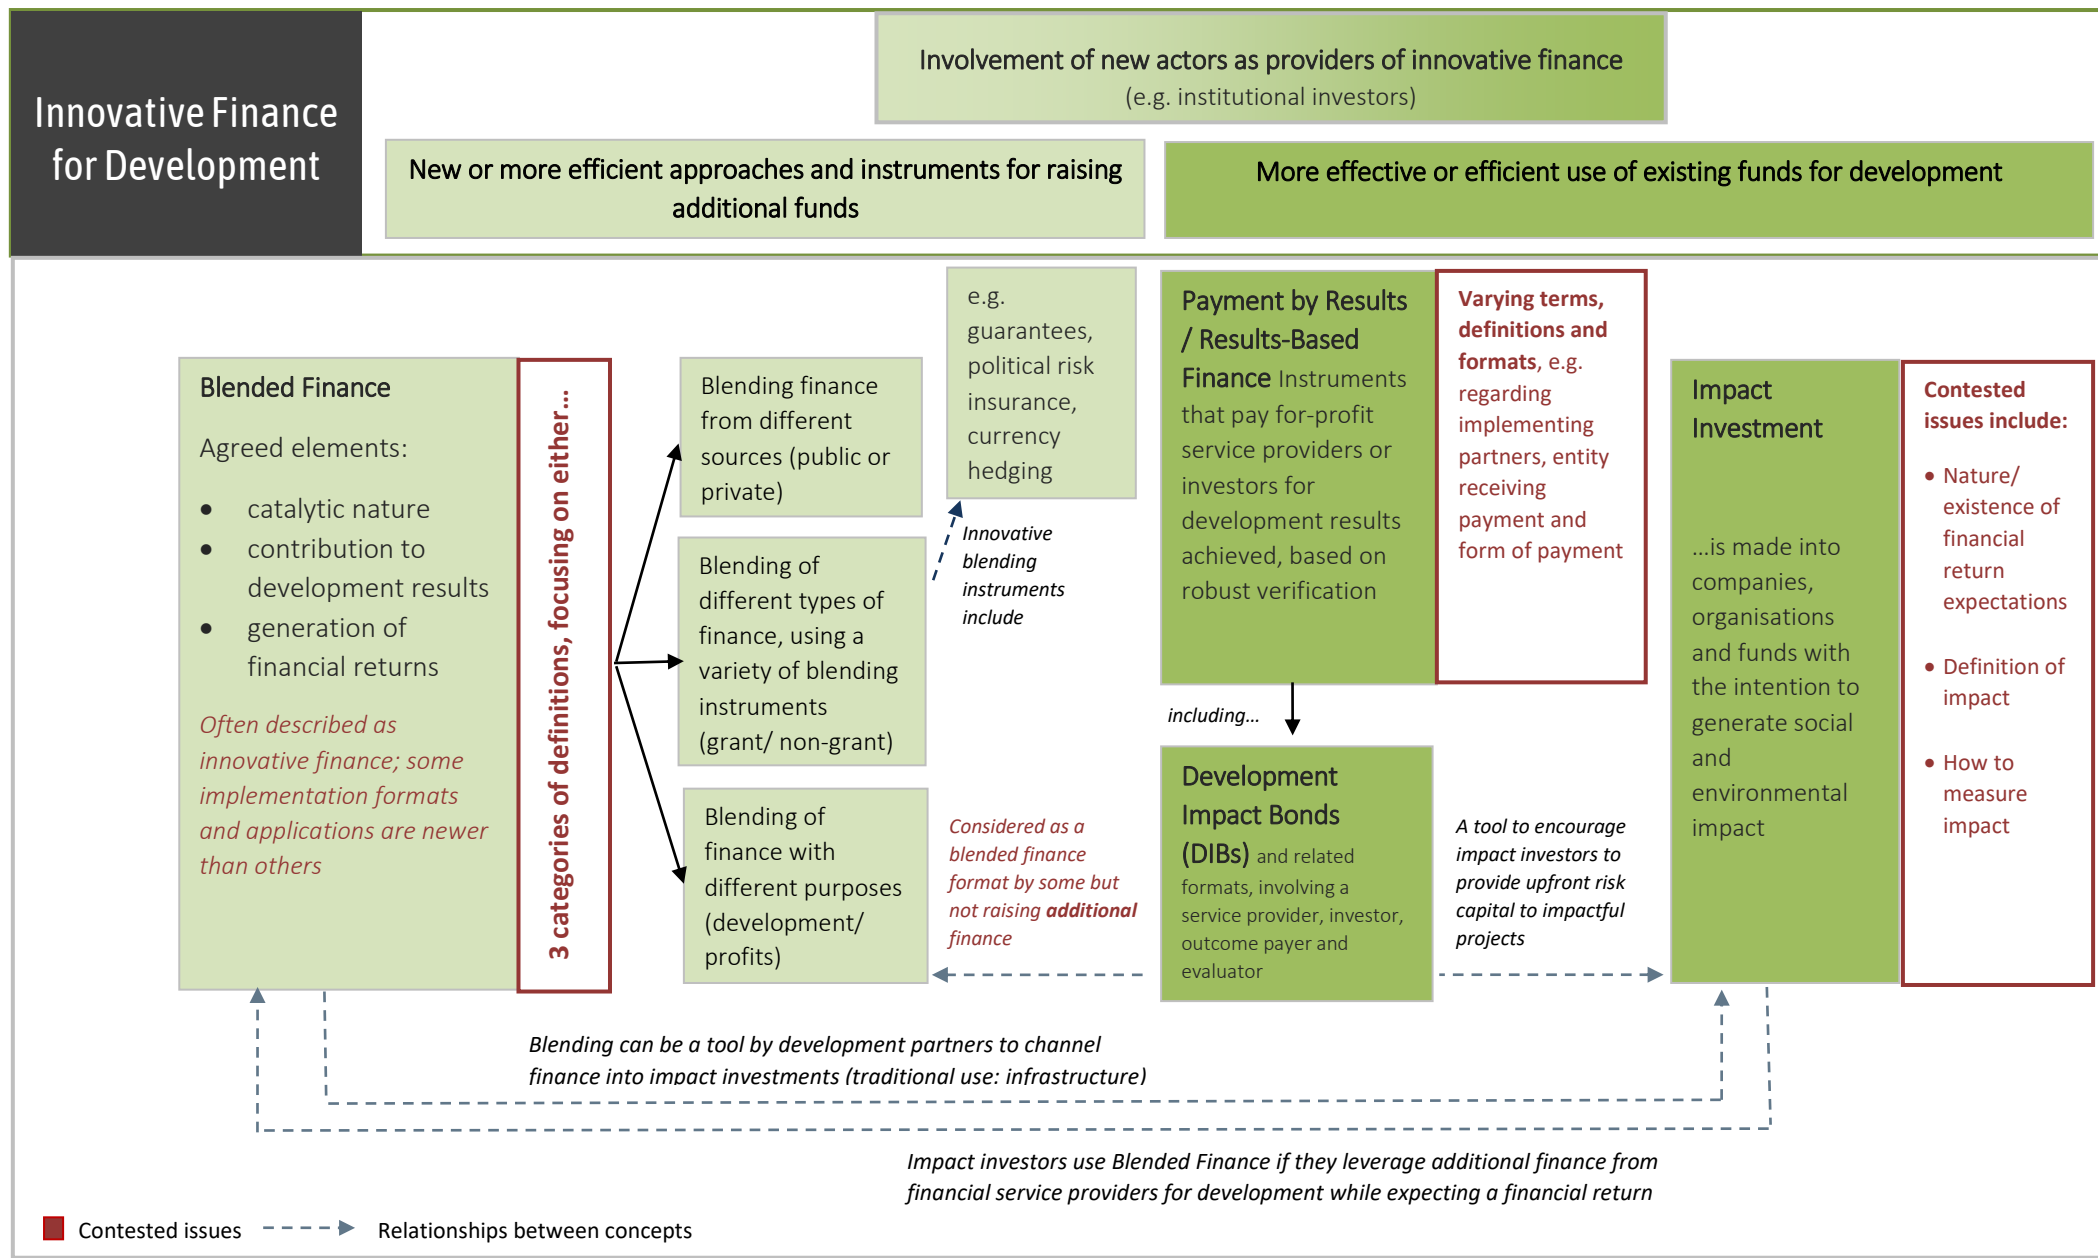 Innovative Finance
for Development
Involvement of new actors as providers of innovative finance
(e.g. institutional investors)
New or more efficient approaches and instruments for raising
additional funds
More effective or efficient use of existing funds for development
Blended Finance
Agreed elements:
• catalytic nature
• contribution to
development results
• generation of
financial returns
Often described as
innovative finance; some
implementation formats
and applications are newer
than others
3 categories of definitions, focusing on either...
Blending finance
from different
sources (public or
private)
Blending of
different types of
finance, using a
variety of blending
instruments
(grant/ non-grant)
Blending of
finance with
different purposes
(development/
profits)
e.g.
guarantees,
political risk
insurance,
currency
hedging
Innovative
blending
instruments
include
Considered as a
blended finance
format by some but
not raising additional
finance
Payment by Results
/ Results-Based
Finance Instruments
that pay for-profit
service providers or
investors for
development results
achieved, based on
robust verification
Varying terms,
definitions and
formats, e.g.
regarding
implementing
partners, entity
receiving
payment and
form of payment
including...
Development
Impact Bonds
(DIBs) and related
formats, involving a
service provider, investor,
outcome payer and
evaluator
A tool to encourage
impact investors to
provide upfront risk
capital to impactful
projects
Impact
Investment
...is made into
companies,
organisations
and funds with
the intention to
generate social
and
environmental
impact
Contested
issues include:
• Nature/
existence of
financial
return
expectations
• Definition of
impact
• How to
measure
impact
Blending can be a tool by development partners to channel
finance into impact investments (traditional use: infrastructure)
Impact investors use Blended Finance if they leverage additional finance from
financial service providers for development while expecting a financial return
Contested issues
Relationships between concepts